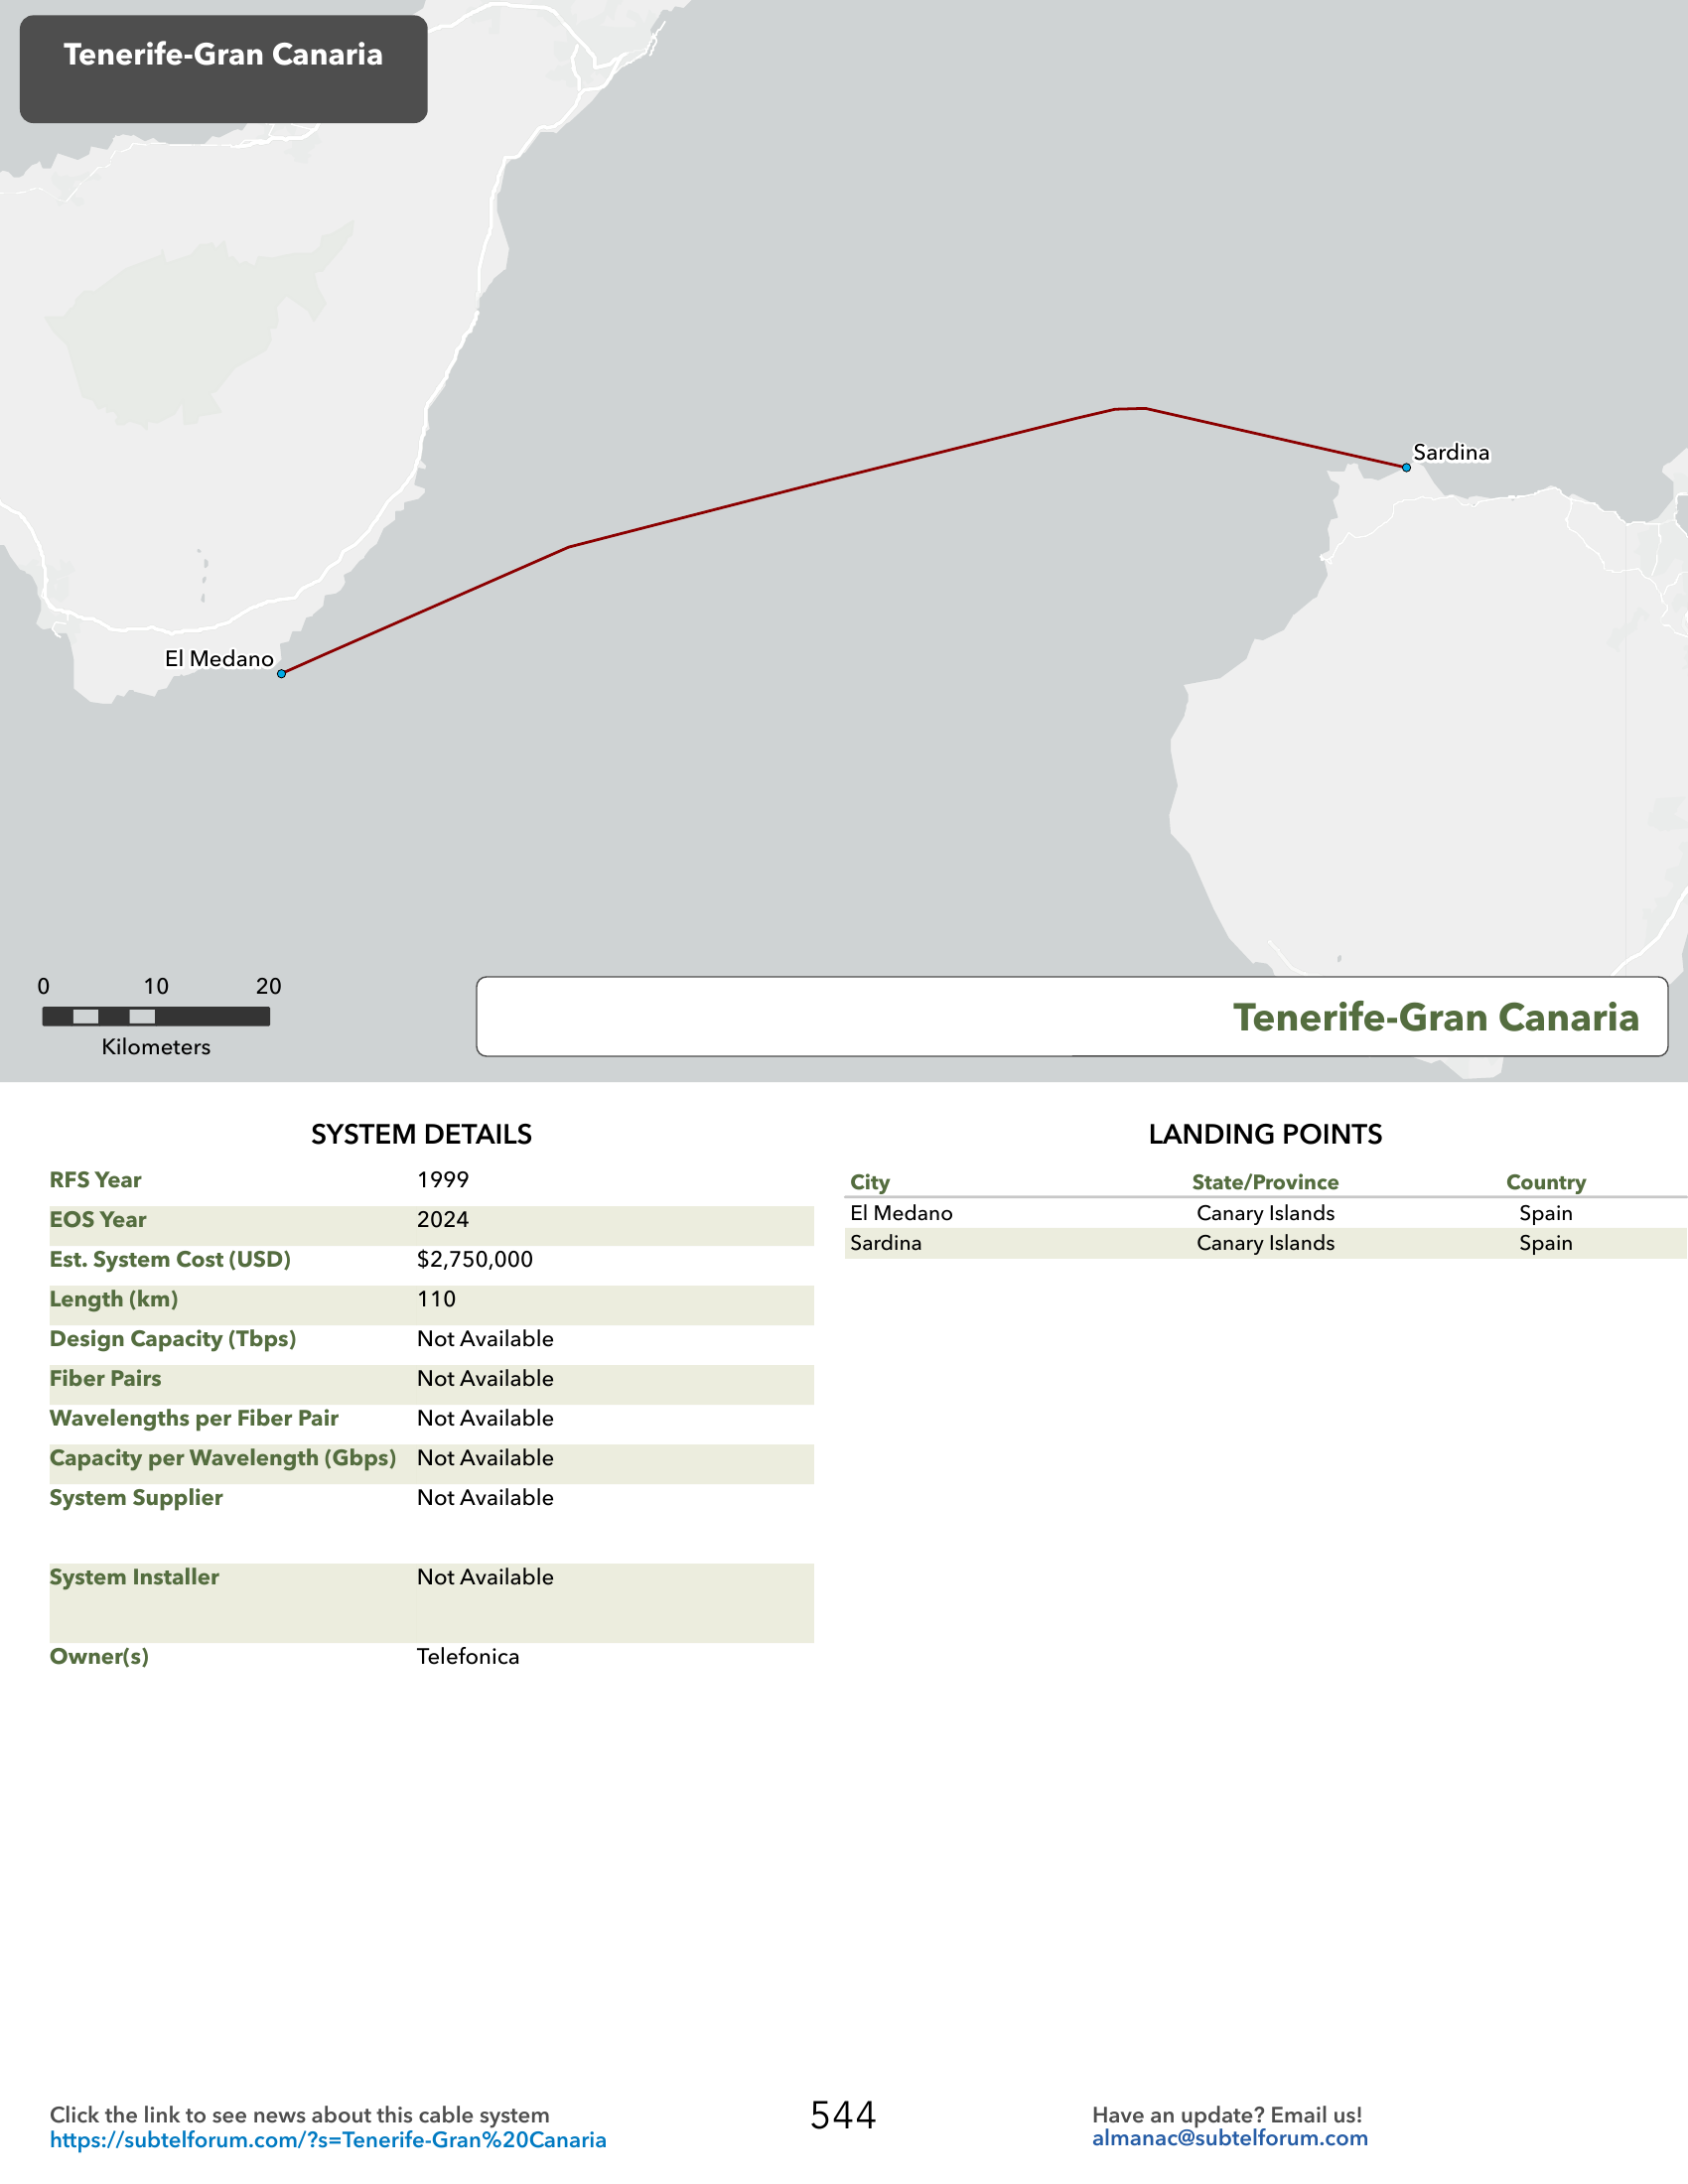 Tenerife-Gran Canaria
Sardina
El Medano
0 10 20
Kilometers
Tenerife-Gran Canaria
SYSTEM DETAILS
RFS Year 1999
EOS Year 2024
Est. System Cost (USD) $2,750,000
Length (km) 110
Design Capacity (Tbps) Not Available
Fiber Pairs Not Available
Wavelengths per Fiber Pair Not Available
Capacity per Wavelength (Gbps) Not Available
System Supplier Not Available
System Installer Not Available
Owner(s) Telefonica
LANDING POINTS
City State/Province Country
El Medano Canary Islands Spain
Sardina Canary Islands Spain
Click the link to see news about this cable system
https://subtelforum.com/?s=Tenerife-Gran%20Canaria
544
Have an update? Email us!
almanac@subtelforum.com